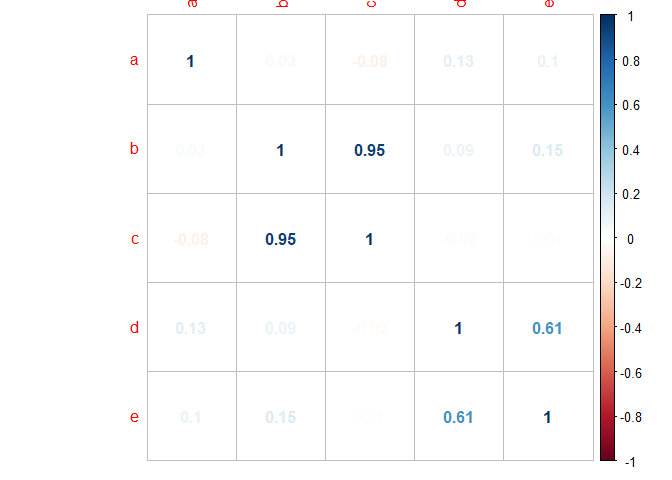 a b c d e
a 1 0.03 -0.08 0.13 0.1
b 0.03 1 0.95 0.09 0.15
c -0.08 0.95 1 -0.02 0.01
d 0.13 0.09 -0.02 1 0.61
e 0.1 0.15 0.01 0.61 1
1
0.8
0.6
0.4
0.2
0
-0.2
-0.4
-0.6
-0.8
-1